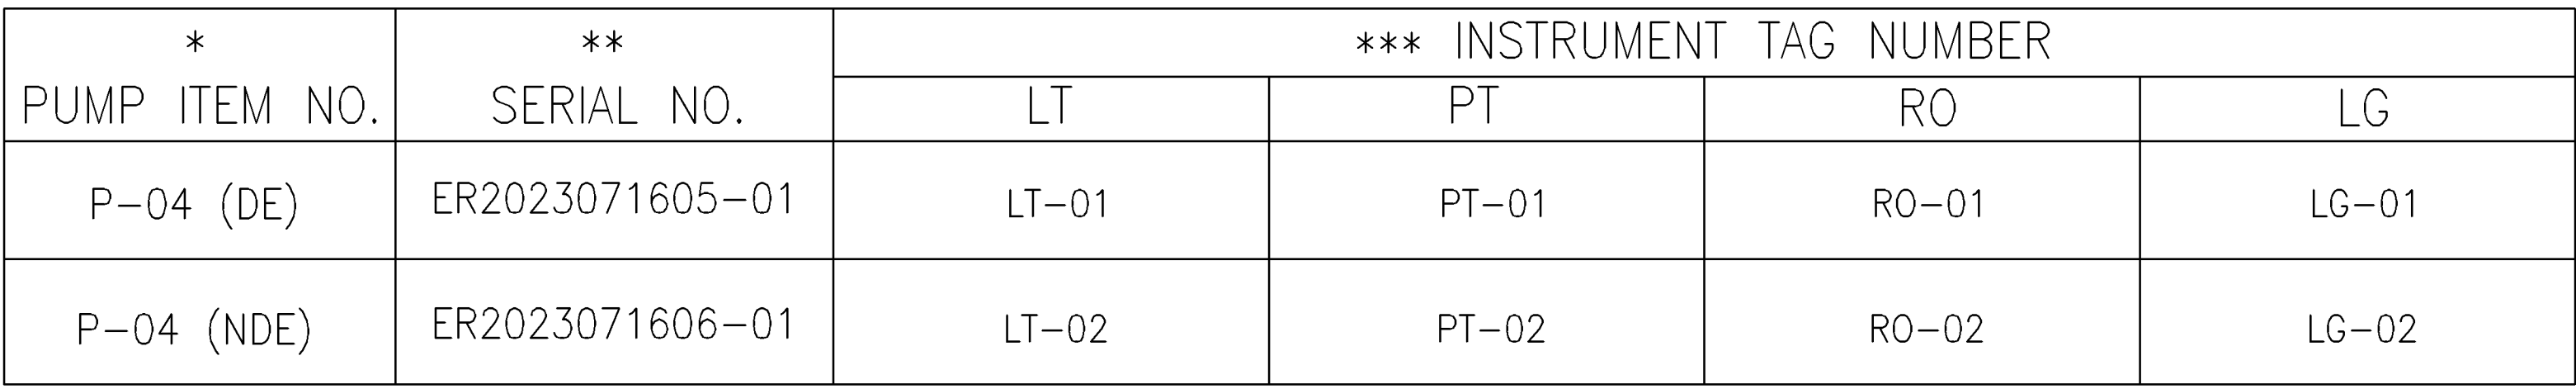 * ** *** INSTRUMENT TAG NUMBER
PUMP ITEM NO. SERIAL NO. LT PT RO LG
P-04 (DE) ER2023071605-01 LT-01 PT-01 RO-01 LG-01
P-04 (NDE) ER2023071606-01 LT-02 PT-02 RO-02 LG-02